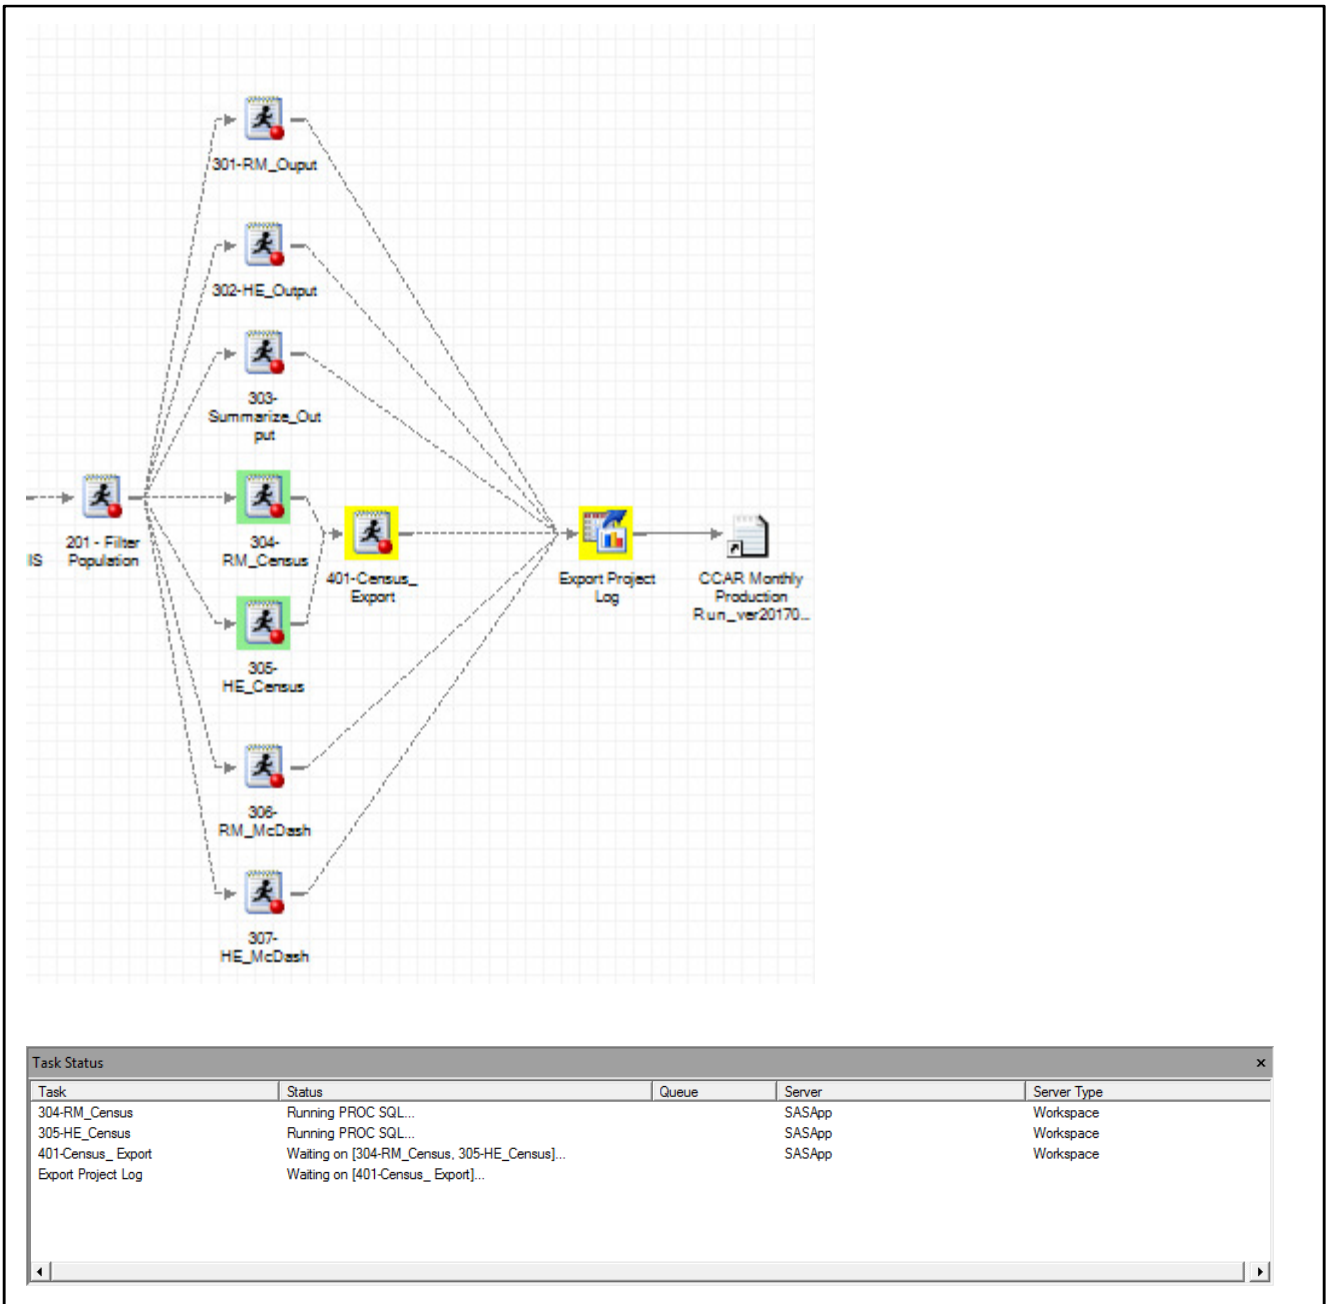 301-RM_Ouput
302-HE_Output
303-
Summarize_Out
put
IS
201 - Filter
Population
304-
RM_Census
401-Census_
Export
Export Project
Log
CCAR Monthly
Production
Run_ver20170...
305-
HE_Census
306-
RM_McDash
307-
HE_McDash
Task Status x
Task Status Queue Server Server Type
304-RM_Census Running PROC SQL... SASApp Workspace
305-HE_Census Running PROC SQL... SASApp Workspace
401-Census_ Export Waiting on [304-RM_Census, 305-HE_Census]... SASApp Workspace
Export Project Log Waiting on [401-Census_ Export]...